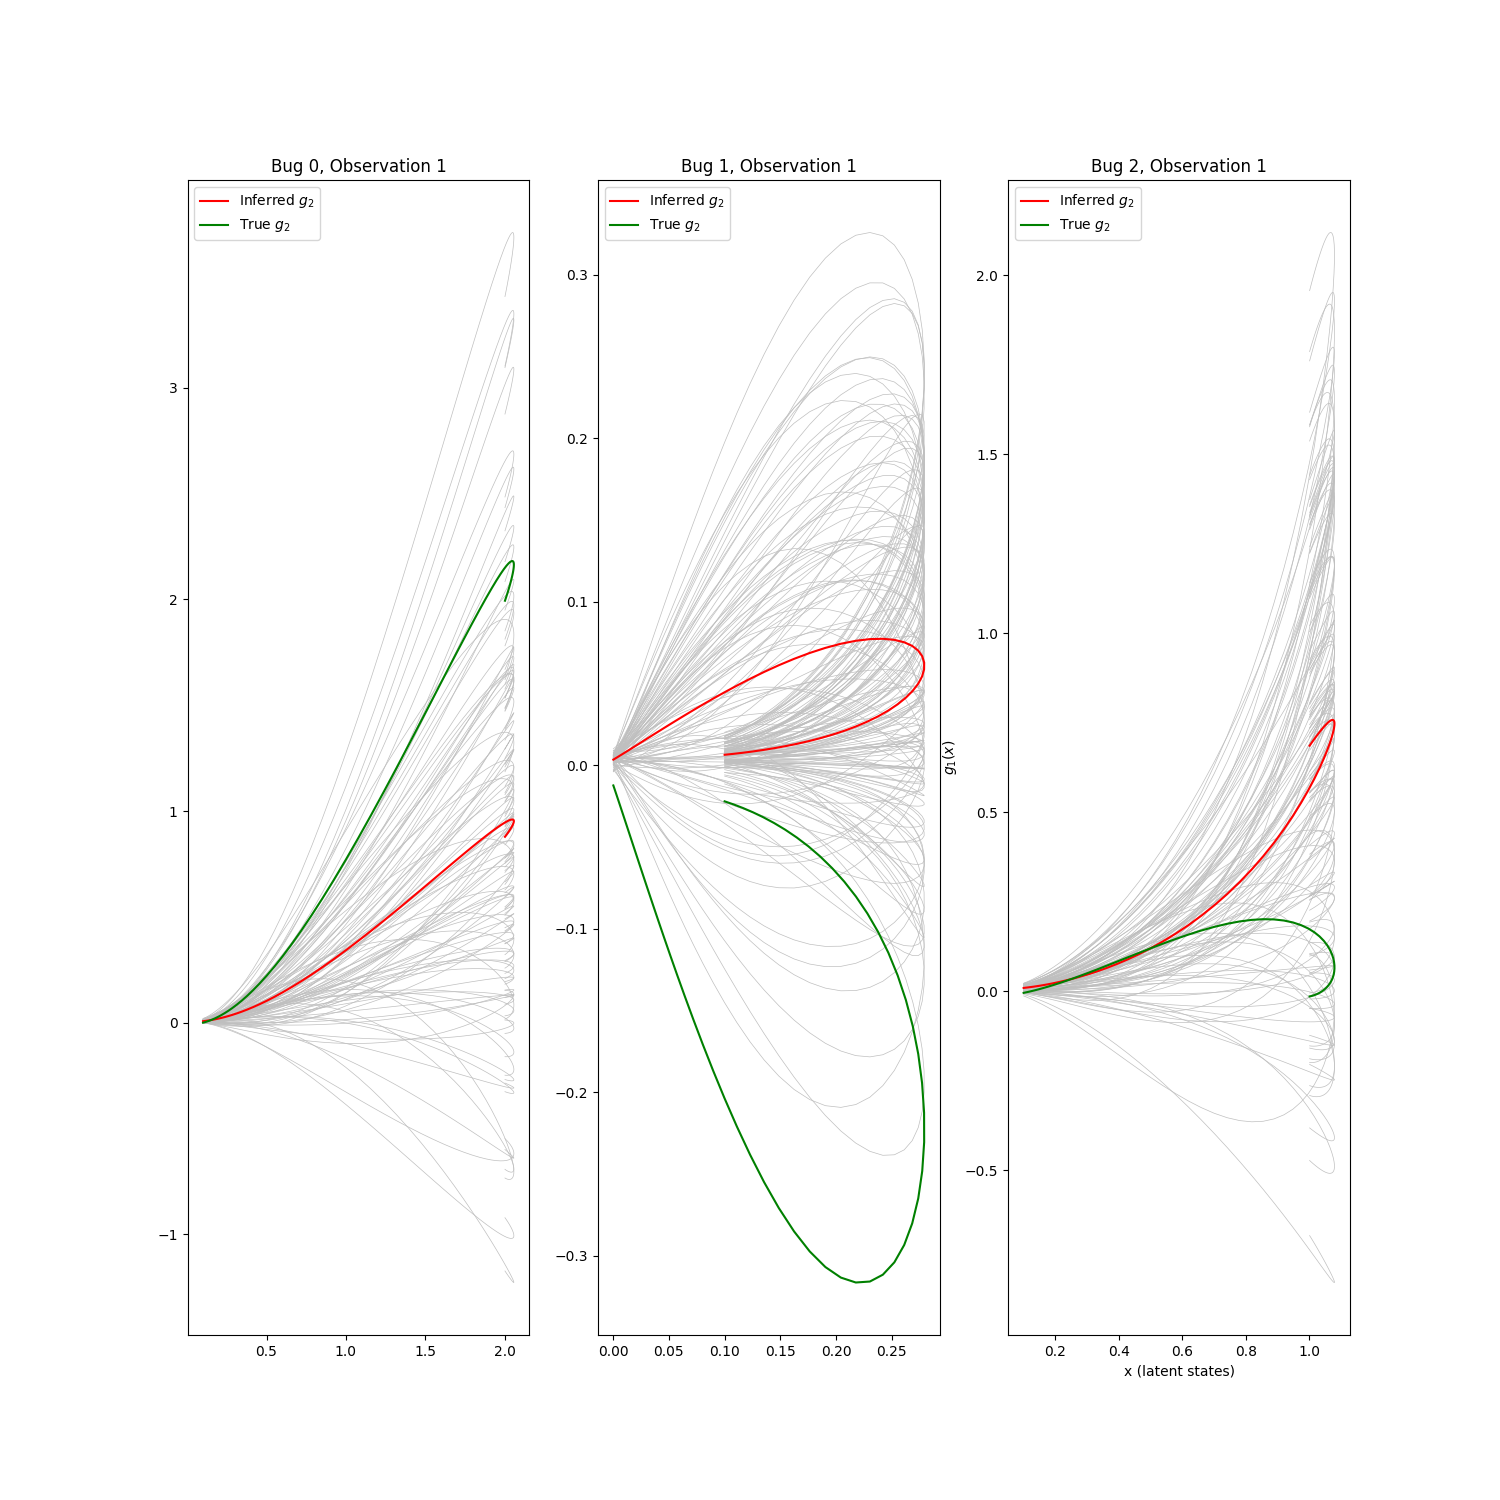 Bug 0, Observation 1
Inferred g₂
True g₂
3
2
1
0
−1
0.5 1.0 1.5 2.0
Bug 1, Observation 1
Inferred g₂
True g₂
0.3
0.2
0.1
0.0
−0.1
−0.2
−0.3
0.00 0.05 0.10 0.15 0.20 0.25
Bug 2, Observation 1
Inferred g₂
True g₂
g₁(x)
2.0
1.5
1.0
0.5
0.0
−0.5
0.2 0.4 0.6 0.8 1.0
x (latent states)